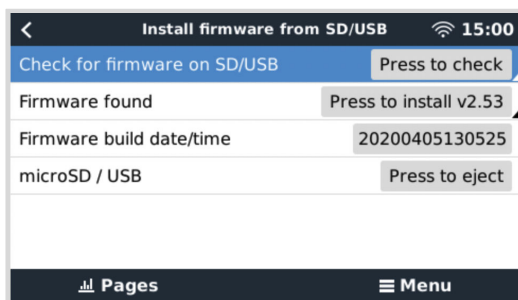 Install firmware from SD/USB 15:00
Check for firmware on SD/USB Press to check
Firmware found Press to install v2.53
Firmware build date/time 20200405130525
microSD / USB Press to eject
Pages Menu